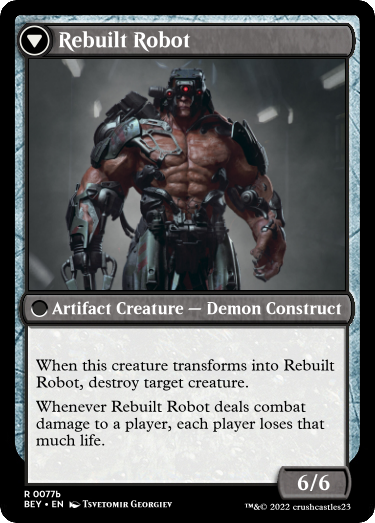 Rebuilt Robot
Artifact Creature — Demon Construct
When this creature transforms into Rebuilt
Robot, destroy target creature.
Whenever Rebuilt Robot deals combat
damage to a player, each player loses that
much life.
6/6
R 0077b
BEY • EN Tsvetomir Georgiev
™&© 2022 crushcastles23